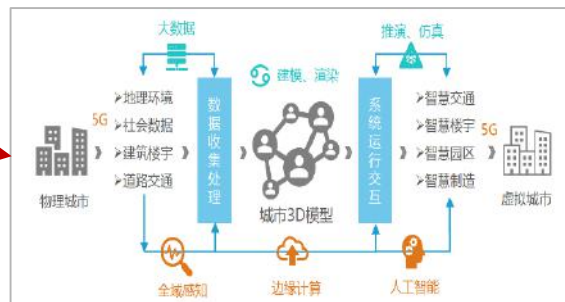 大数据
推演、仿真
建模、渲染
5G
➢地理环境
➢社会数据
➢建筑楼宇
➢道路交通
数据收集处理
系统运行交互
➢智慧交通
➢智慧楼宇
➢智慧园区
➢智慧制造
5G
物理城市
城市3D模型
虚拟城市
全域感知
边缘计算
人工智能